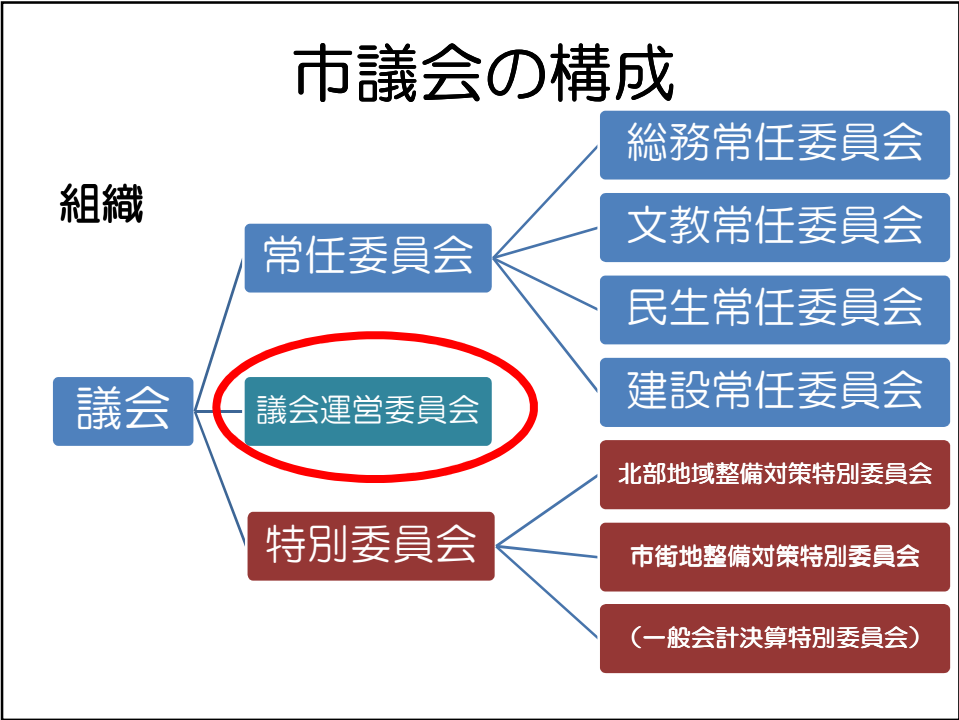 市議会の構成
組織
議会
常任委員会
総務常任委員会
文教常任委員会
民生常任委員会
建設常任委員会
議会運営委員会
特別委員会
北部地域整備対策特別委員会
市街地整備対策特別委員会
（一般会計決算特別委員会）